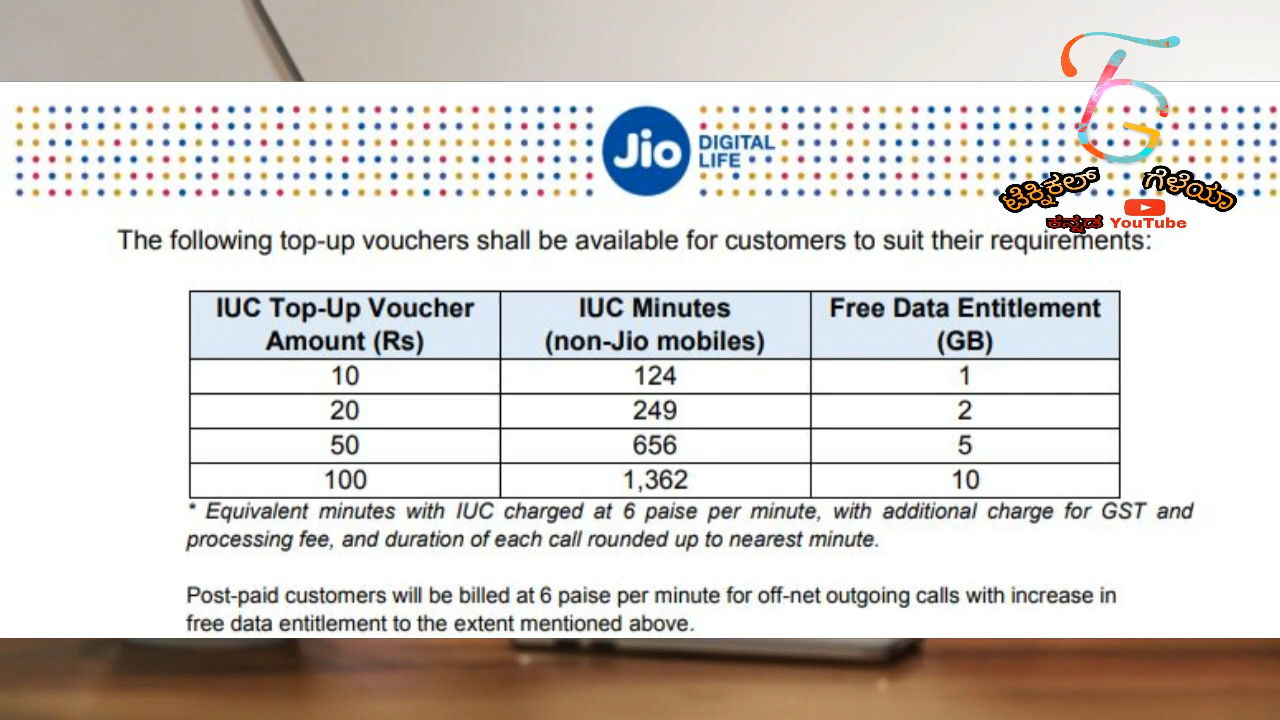 Jio
DIGITAL
LIFE
ಟೆಕ್ನಿಕಲ್ ಗೆಳೆಯಾ
ಕನ್ನಡ YouTube
The following top-up vouchers shall be available for customers to suit their requirements:
IUC Top-Up Voucher Amount (Rs) IUC Minutes (non-Jio mobiles) Free Data Entitlement (GB)
10 124 1
20 249 2
50 656 5
100 1,362 10
* Equivalent minutes with IUC charged at 6 paise per minute, with additional charge for GST and
processing fee, and duration of each call rounded up to nearest minute.
Post-paid customers will be billed at 6 paise per minute for off-net outgoing calls with increase in
free data entitlement to the extent mentioned above.